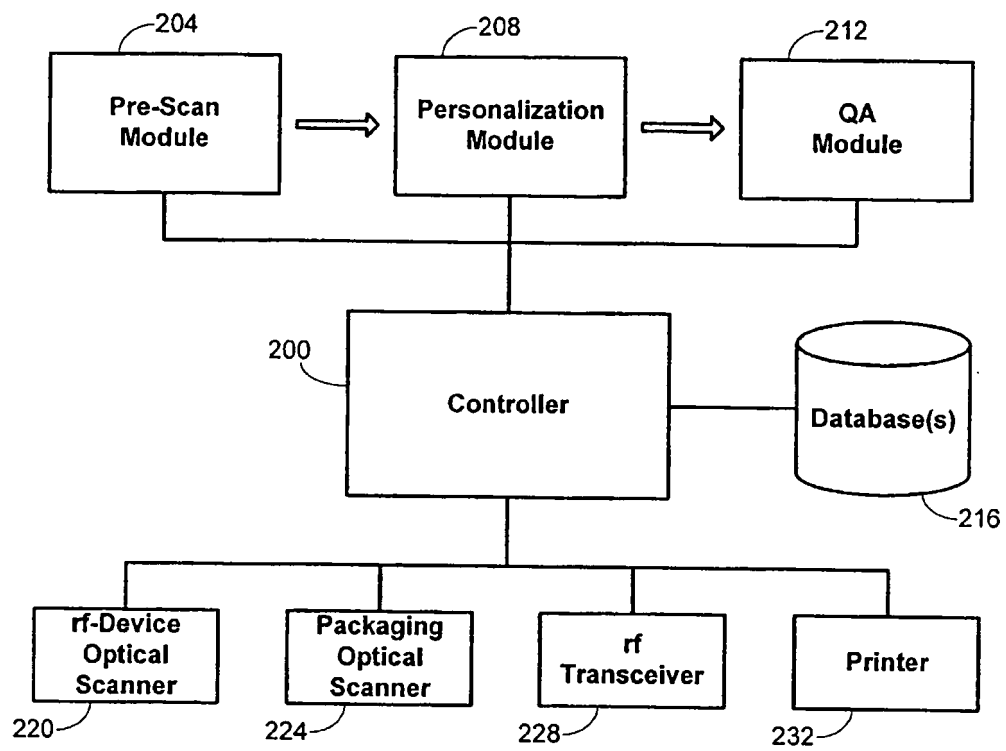 204
208
212
Pre-Scan
Module
Personalization
Module
QA
Module
200
Controller
Database(s)
216
rf-Device
Optical
Scanner
Packaging
Optical
Scanner
rf
Transceiver
Printer
220
224
228
232